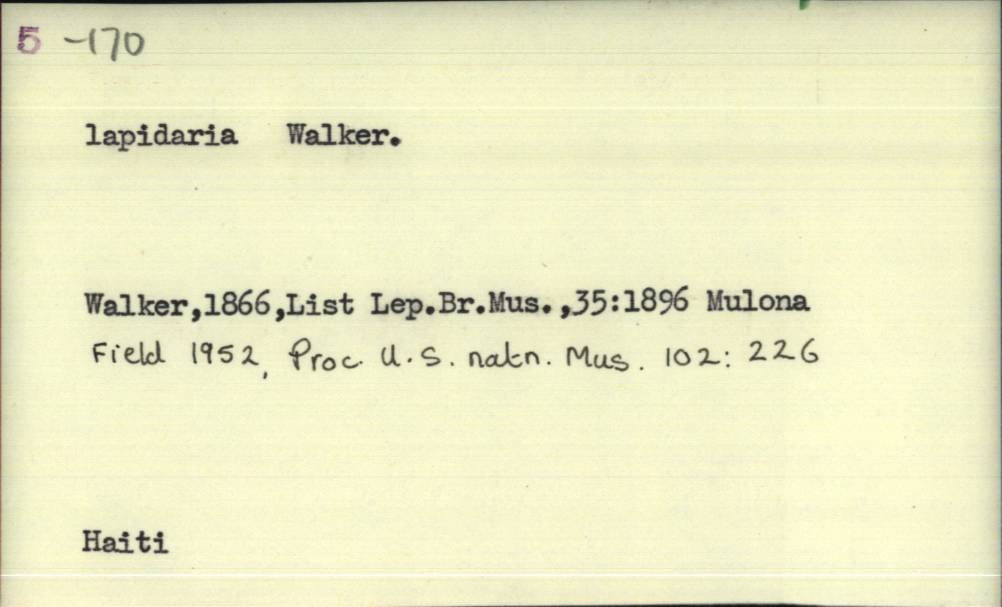 5 -170
lapidaria Walker.
Walker,1866,List Lep.Br.Mus.,35:1896 Mulona
Field 1952, Proc. U.S. natn. Mus. 102: 226
Haiti